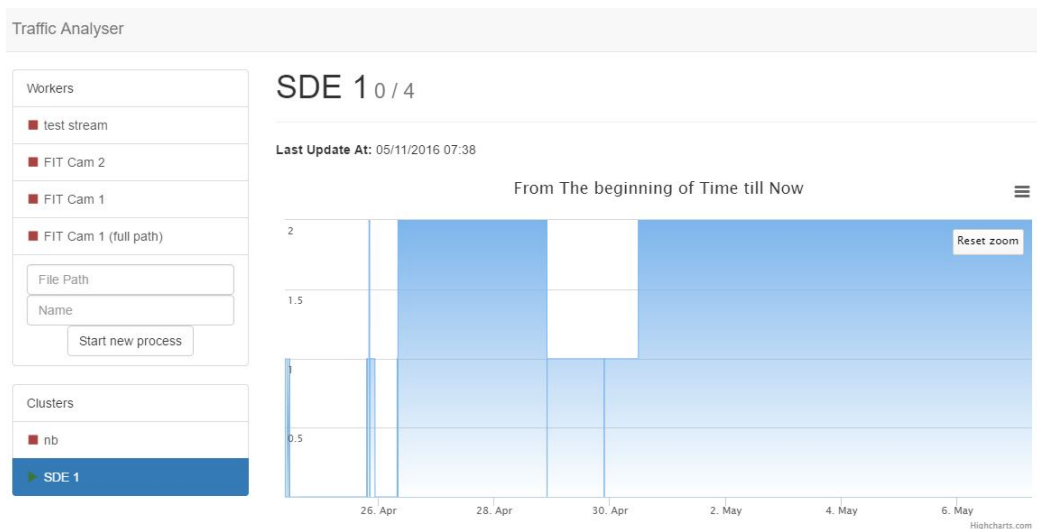 Traffic Analyser
Workers
test stream
FIT Cam 2
FIT Cam 1
FIT Cam 1 (full path)
File Path
Name
Start new process
Clusters
nb
SDE 1
SDE 1 0 / 4
Last Update At: 05/11/2016 07:38
From The beginning of Time till Now
Reset zoom
2
1.5
1
0.5
26. Apr 28. Apr 30. Apr 2. May 4. May 6. May
Highcharts.com